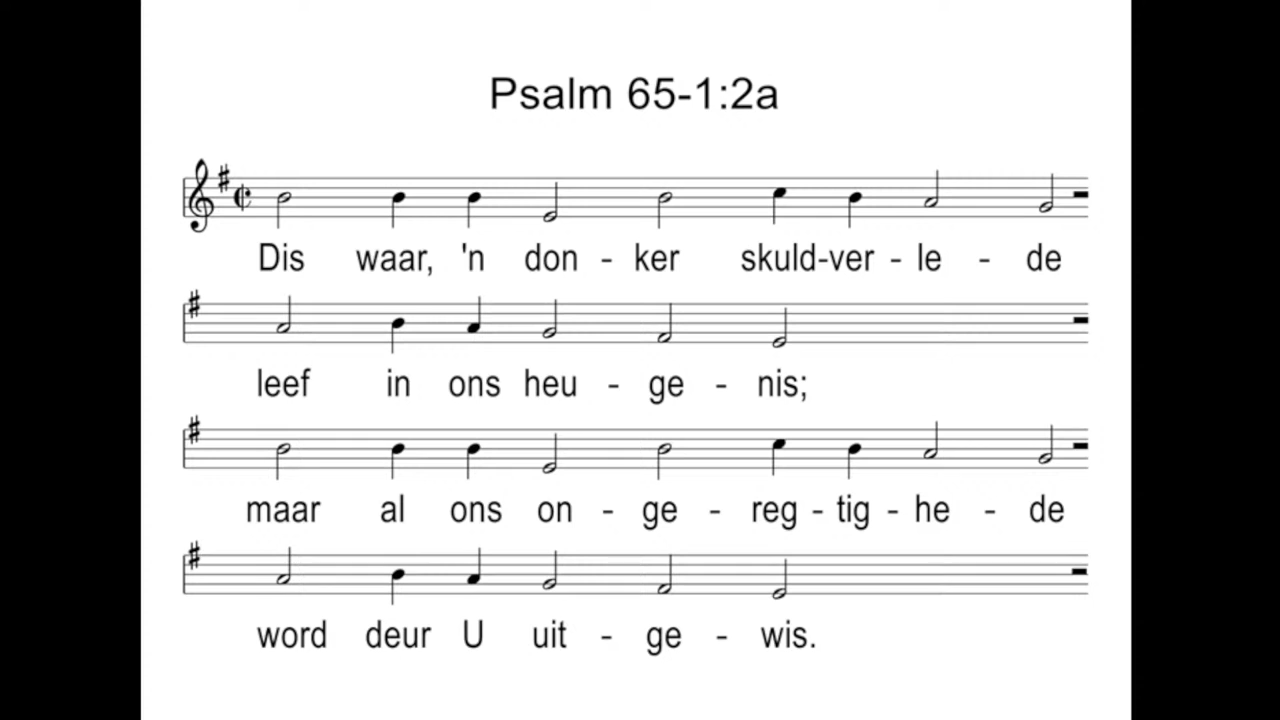 Psalm 65-1:2a
Dis waar, 'n don - ker skuld-ver - le - de
leef in ons heu - ge - nis;
maar al ons on - ge - reg - tig - he - de
word deur U uit - ge - wis.